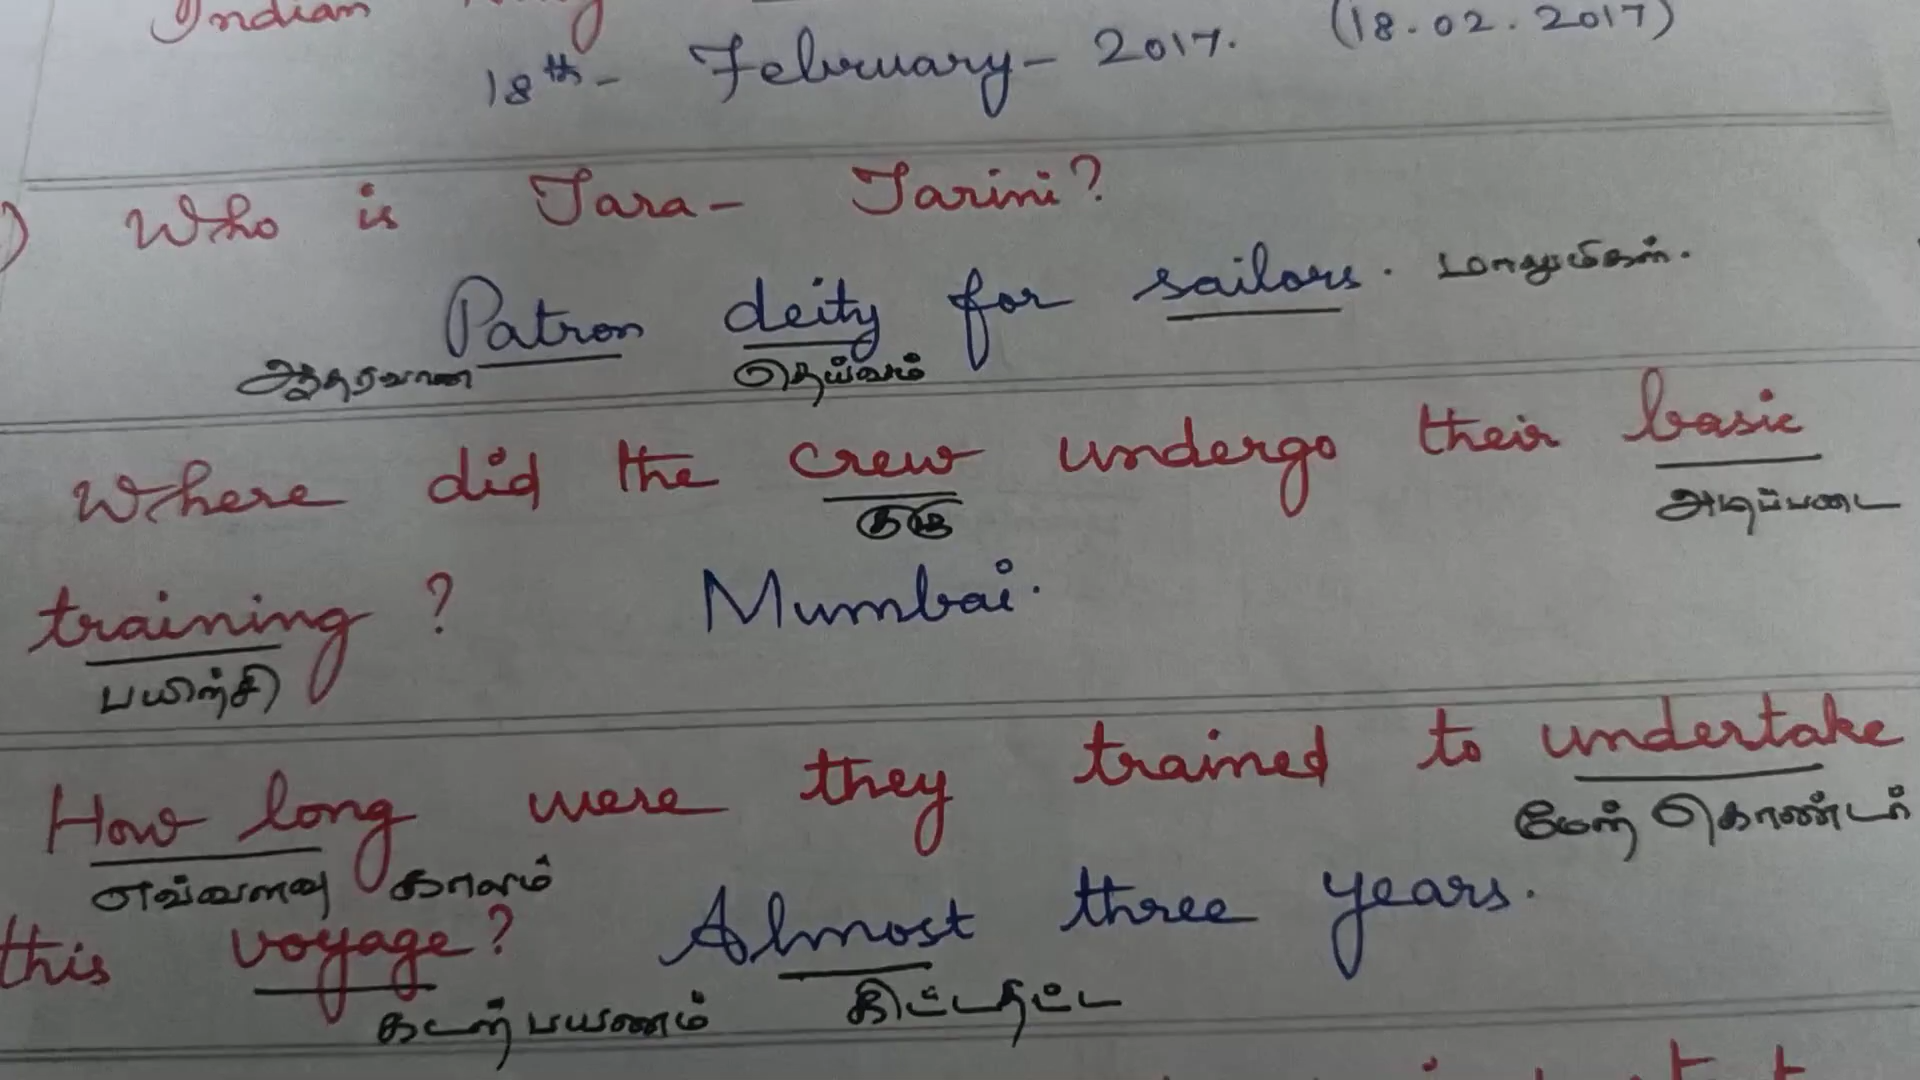 Indian
18th - February - 2017. (18.02.2017)
) Who is Tara - Tarini?
Patron deity for sailors. மாலுமிகள்.
ஆதரவான தெய்வம்
Where did the crew undergo their basic
குழு அடிப்படை
training? Mumbai.
பயிற்சி
How long were they trained to undertake
எவ்வளவு காலம்
this voyage? Almost three years.
கடற் பயணம் கிட்டதட்ட